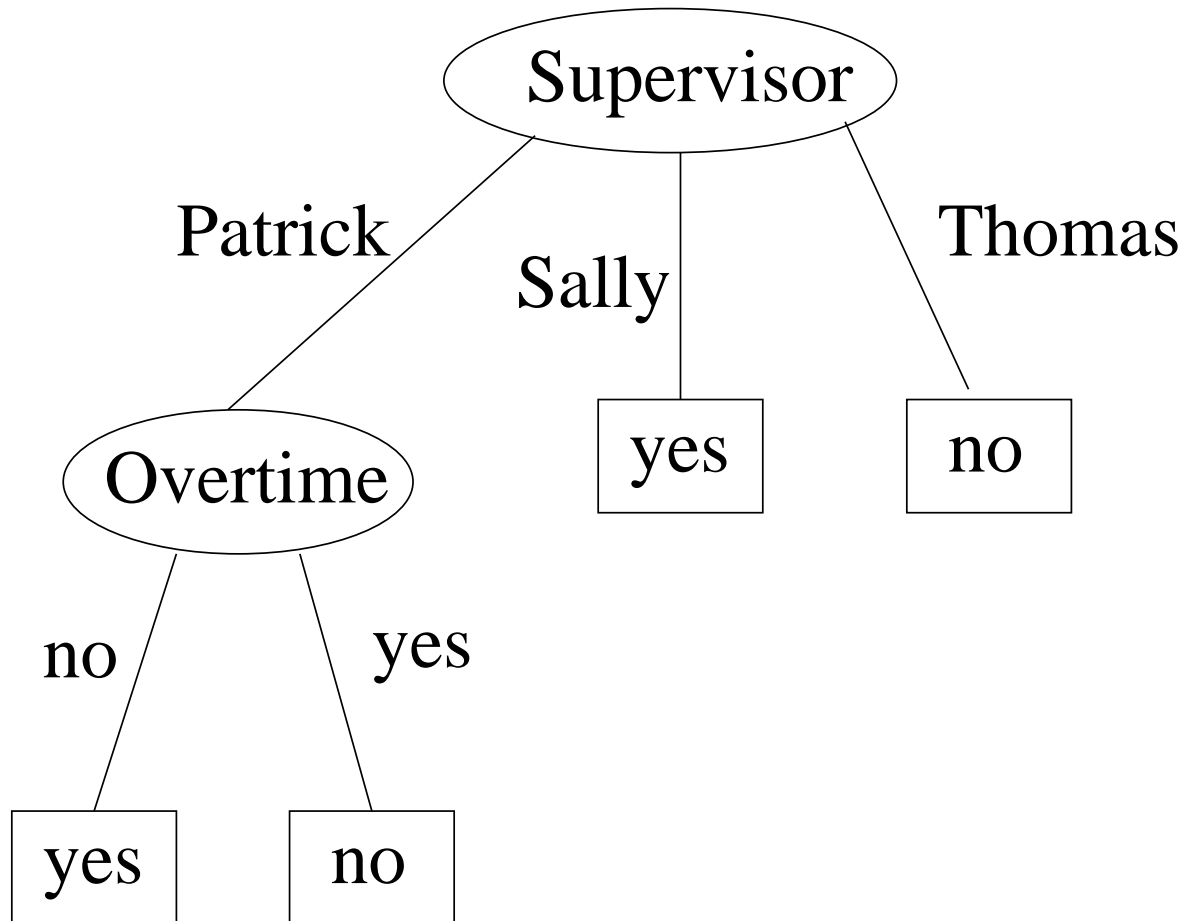 Supervisor
Patrick
Sally
Thomas
Overtime
yes
no
no
yes
yes
no